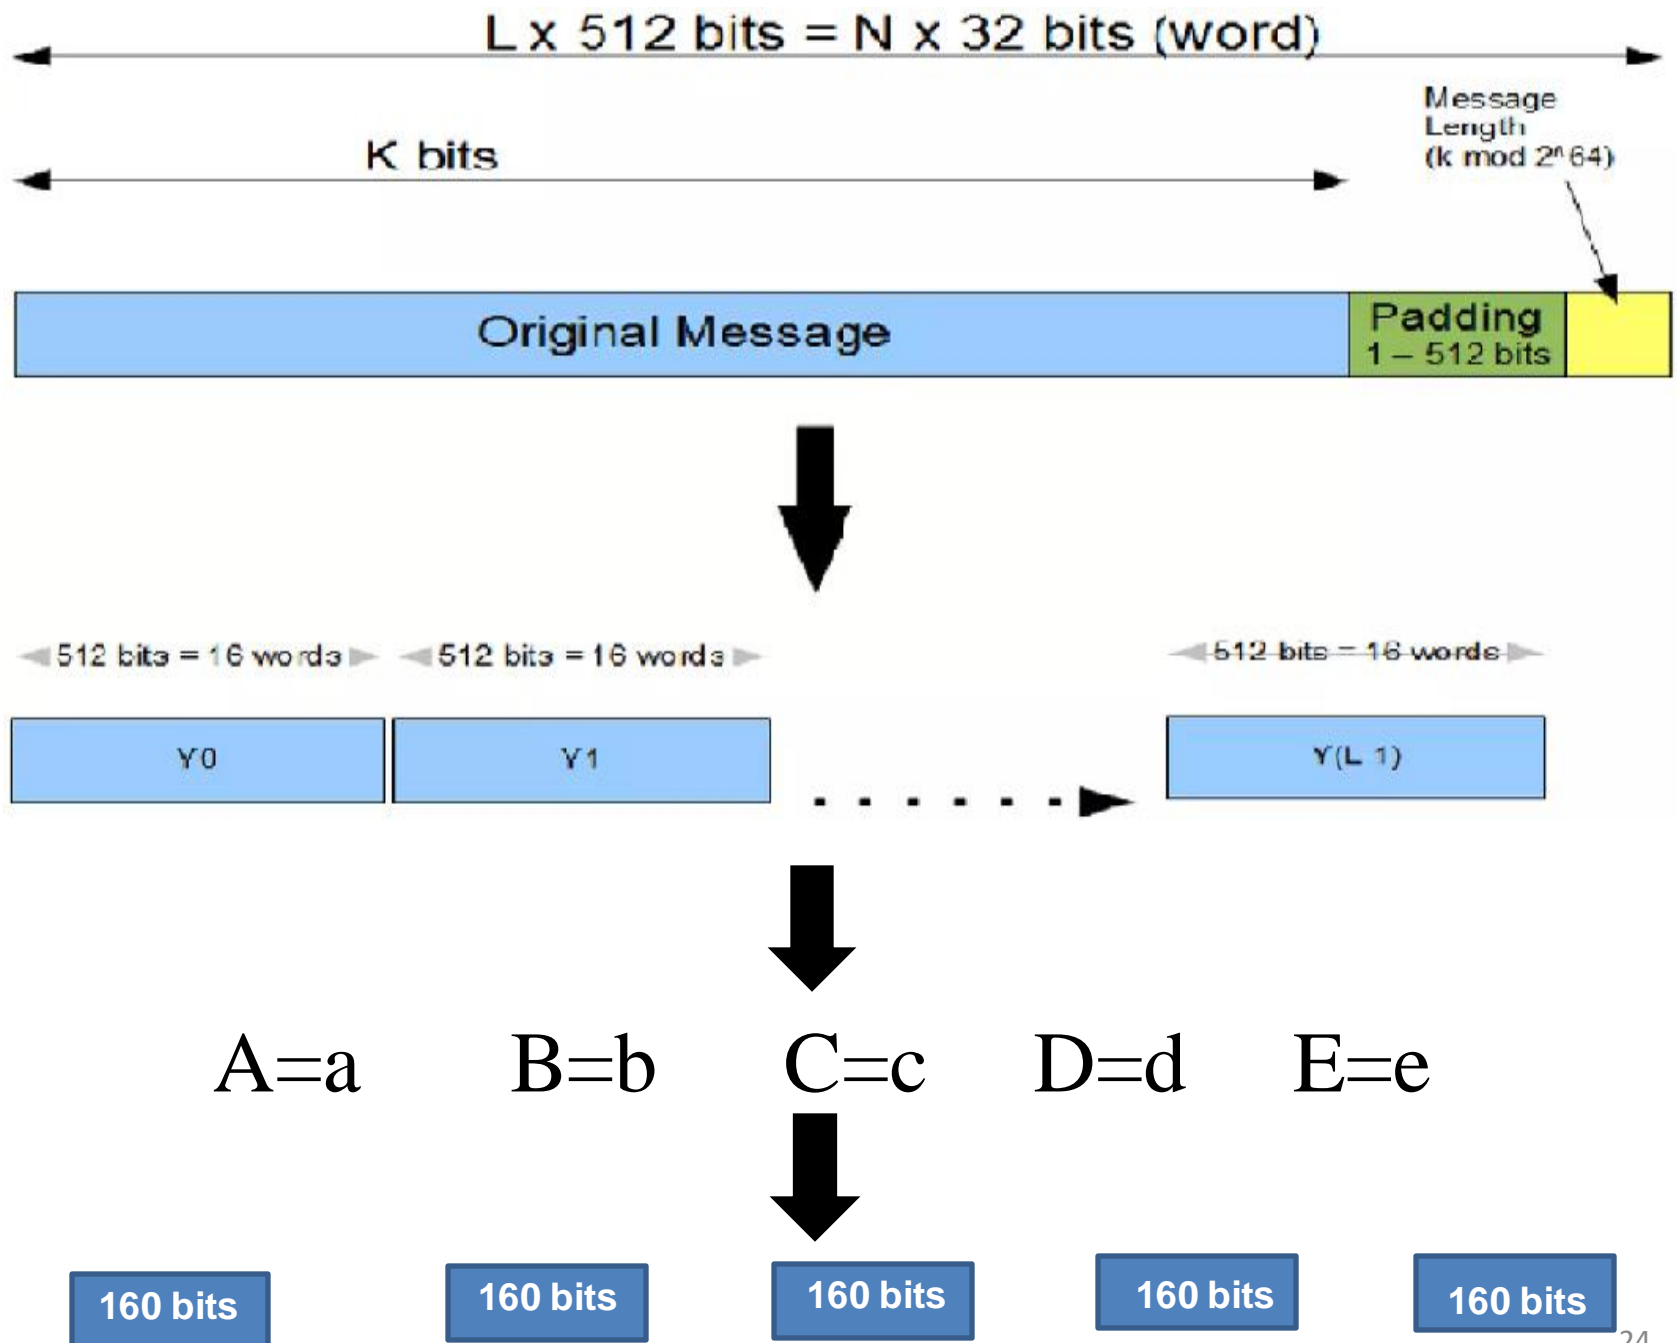 L x 512 bits = N x 32 bits (word)
Message
Length
(k mod 2^64)
K bits
Original Message
Padding
1 – 512 bits
512 bits = 16 words
512 bits = 16 words
512 bits = 16 words
Y0
Y1
Y(L 1)
A=a B=b C=c D=d E=e
160 bits
160 bits
160 bits
160 bits
160 bits
24